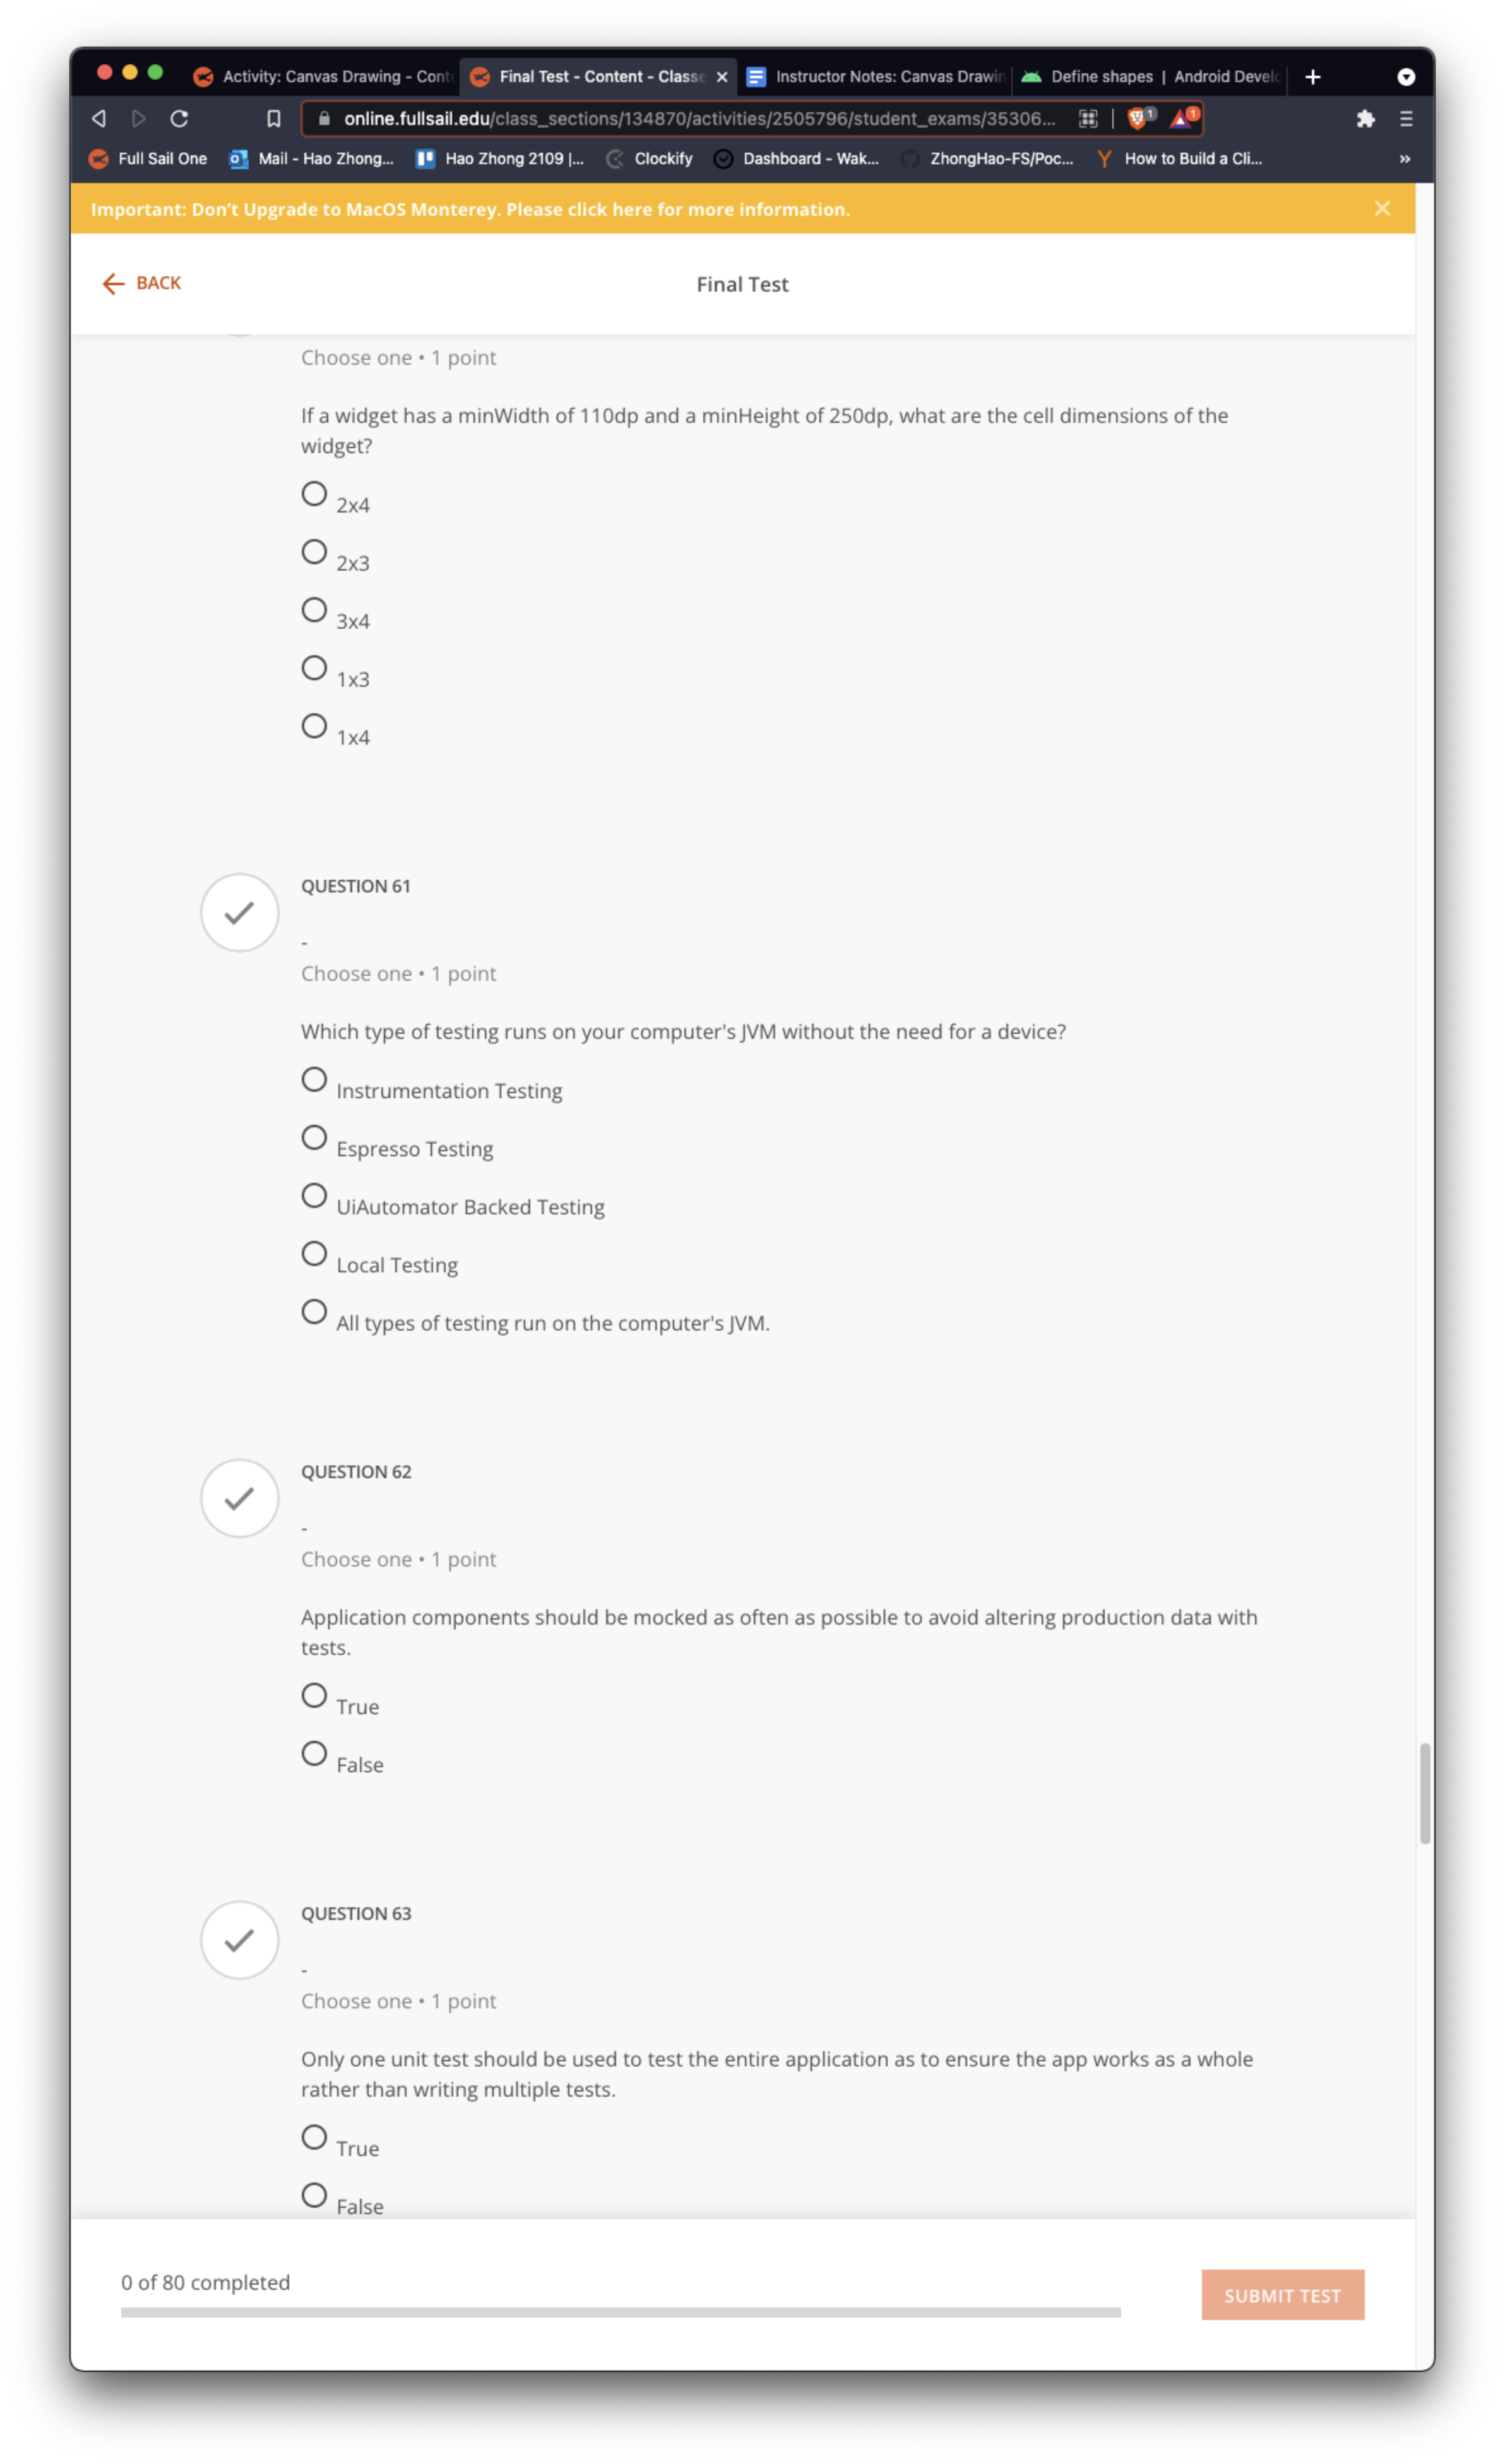 Activity: Canvas Drawing - Conte
Final Test - Content - Classe
Instructor Notes: Canvas Drawin
Define shapes | Android Develo
online.fullsail.edu/class_sections/134870/activities/2505796/student_exams/35306...
1
1
Full Sail One
Mail - Hao Zhong...
Hao Zhong 2109 |...
Clockify
Dashboard - Wak...
ZhongHao-FS/Poc...
How to Build a Cli...
Important: Don't Upgrade to MacOS Monterey. Please click here for more information.
BACK
Final Test
Choose one • 1 point
If a widget has a minWidth of 110dp and a minHeight of 250dp, what are the cell dimensions of the
widget?
2x4
2x3
3x4
1x3
1x4
QUESTION 61
-
Choose one • 1 point
Which type of testing runs on your computer's JVM without the need for a device?
Instrumentation Testing
Espresso Testing
UiAutomator Backed Testing
Local Testing
All types of testing run on the computer's JVM.
QUESTION 62
-
Choose one • 1 point
Application components should be mocked as often as possible to avoid altering production data with
tests.
True
False
QUESTION 63
-
Choose one • 1 point
Only one unit test should be used to test the entire application as to ensure the app works as a whole
rather than writing multiple tests.
True
False
0 of 80 completed
SUBMIT TEST